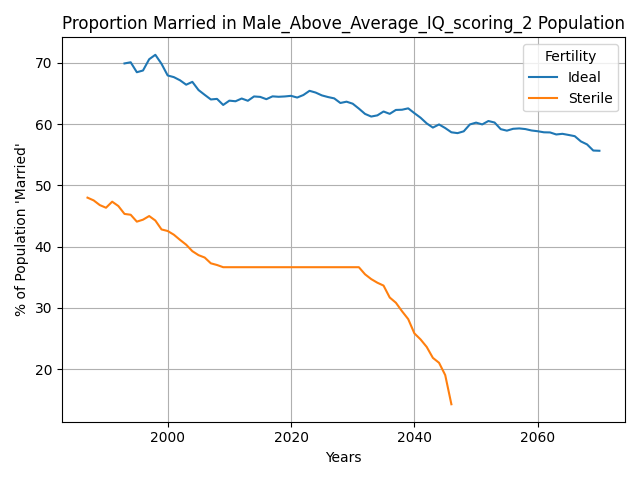 Proportion Married in Male_Above_Average_IQ_scoring_2 Population
Fertility
Ideal
Sterile
% of Population 'Married'
70
60
50
40
30
20
2000
2020
2040
2060
Years